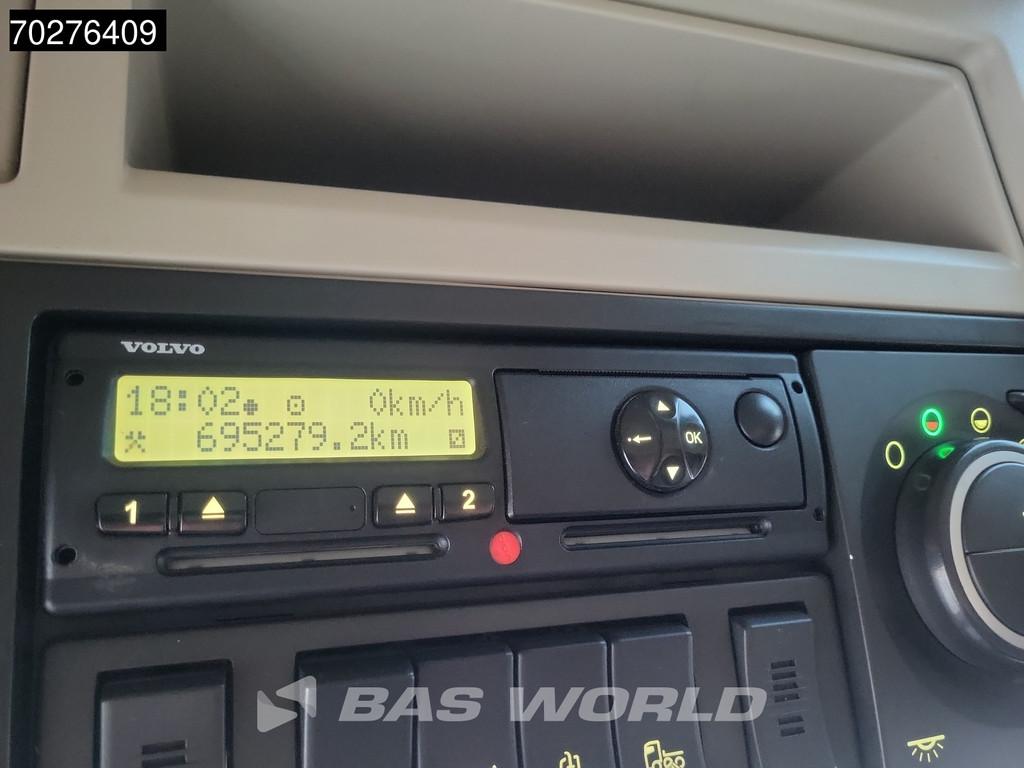 70276409
VOLVO
18:02 0km/h
695279.2km
OK
1 2
BAS WORLD